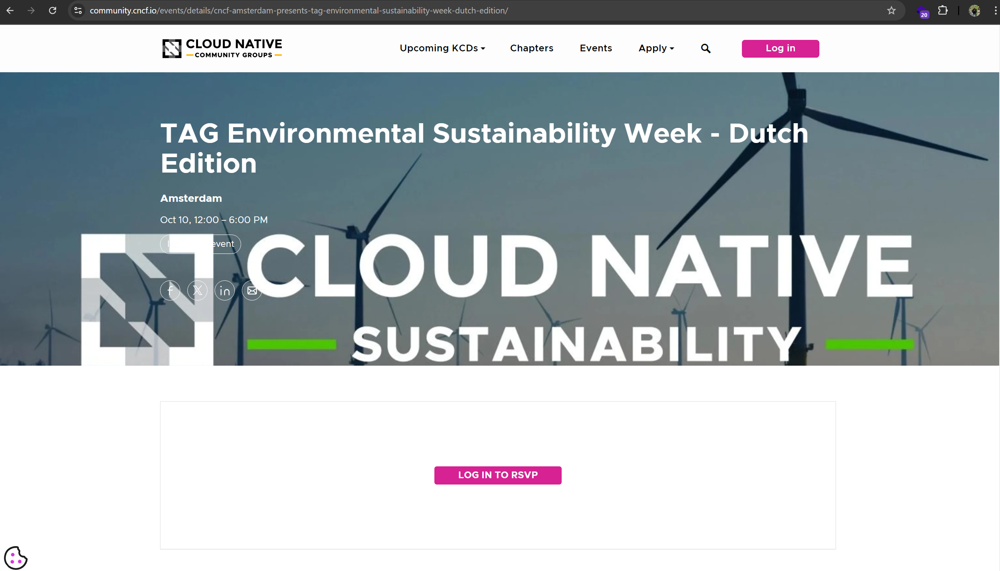 community.cncf.io/events/details/cncf-amsterdam-presents-tag-environmental-sustainability-week-dutch-edition/
20
CLOUD NATIVE
COMMUNITY GROUPS
Upcoming KCDs
Chapters
Events
Apply
Log in
TAG Environmental Sustainability Week - Dutch
Edition
Amsterdam
Oct 10, 12:00 – 6:00 PM
event
CLOUD NATIVE
SUSTAINABILITY
LOG IN TO RSVP